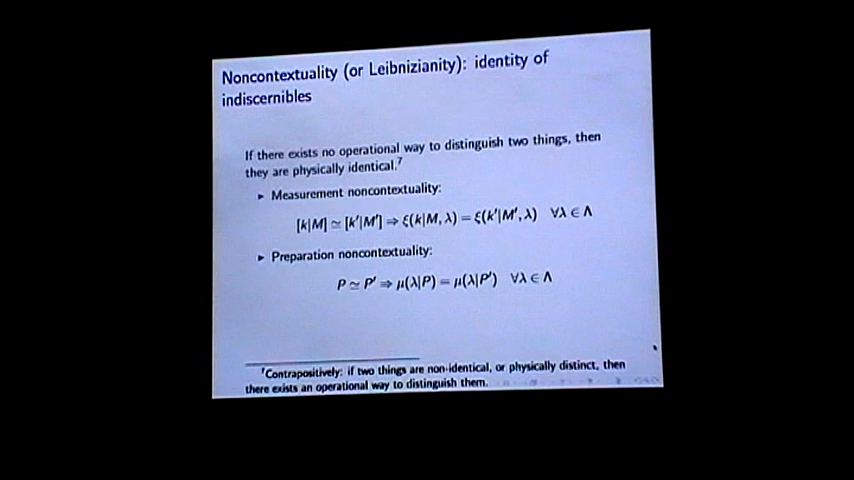 Noncontextuality (or Leibnizianity): identity of
indiscernibles
If there exists no operational way to distinguish two things, then
they are physically identical.⁷
► Measurement noncontextuality:
[k|M] ≃ [k′|M′] ⇒ ξ(k|M, λ) = ξ(k′|M′, λ) ∀λ ∈ Λ
► Preparation noncontextuality:
P ≃ P′ ⇒ μ(λ|P) = μ(λ|P′) ∀λ ∈ Λ
⁷Contrapositively: if two things are non-identical, or physically distinct, then
there exists an operational way to distinguish them.